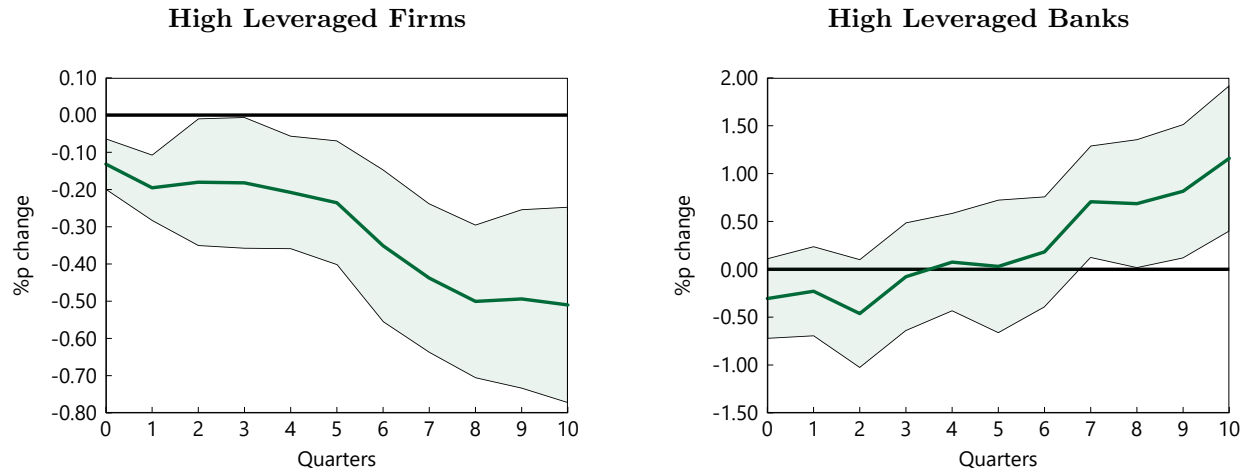 High Leveraged Firms
0.10
0.00
-0.10
-0.20
-0.30
-0.40
-0.50
-0.60
-0.70
-0.80
%p change
0 1 2 3 4 5 6 7 8 9 10
Quarters
High Leveraged Banks
2.00
1.50
1.00
0.50
0.00
-0.50
-1.00
-1.50
%p change
0 1 2 3 4 5 6 7 8 9 10
Quarters